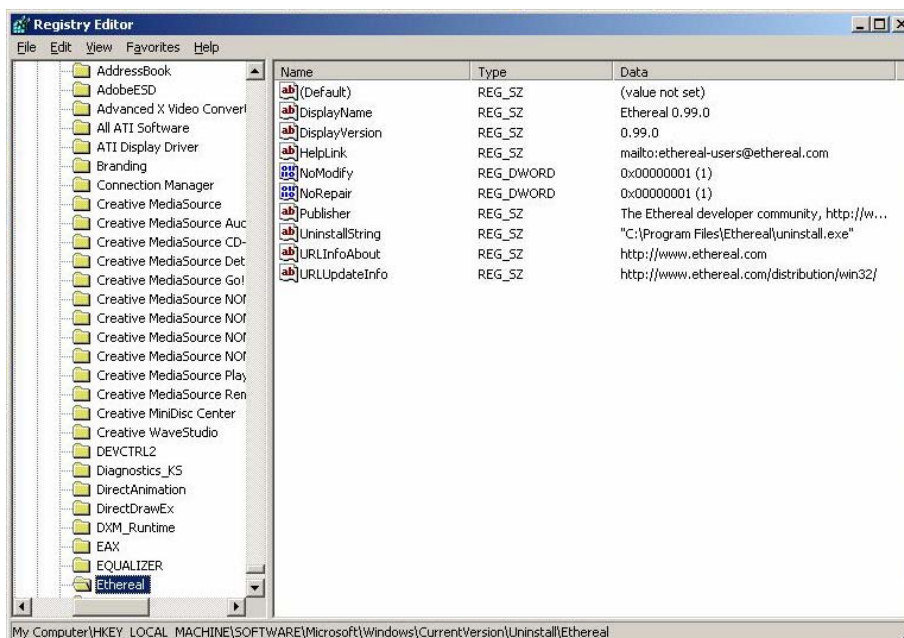 Registry Editor
File Edit View Favorites Help
AddressBook
AdobeESD
Advanced X Video Convert
All ATI Software
ATI Display Driver
Branding
Connection Manager
Creative MediaSource
Creative MediaSource Aud
Creative MediaSource CD-
Creative MediaSource Det
Creative MediaSource Go!
Creative MediaSource
Creative MediaSource
Creative MediaSource
Creative MediaSource
Creative MediaSource Play
Creative MediaSource
Creative MiniDisc Center
Creative WaveStudio
DEVCTRL2
Diagnostics_KS
DirectAnimation
DirectDrawEx
DXM_Runtime
EAX
EQUALIZER
Ethereal
Name Type Data
(Default) REG_SZ (value not set)
DisplayName REG_SZ Ethereal 0.99.0
DisplayVersion REG_SZ 0.99.0
HelpLink REG_SZ mailto:ethereal-users@ethereal.com
NoModify REG_DWORD 0x00000001 (1)
NoRepair REG_DWORD 0x00000001 (1)
Publisher REG_SZ The Ethereal developer community, http://w...
UninstallString REG_SZ "C:\Program Files\Ethereal\uninstall.exe"
URLInfoAbout REG_SZ http://www.ethereal.com
URLUpdateInfo REG_SZ http://www.ethereal.com/distribution/win32/
My Computer\HKEY_LOCAL_MACHINE\SOFTWARE\Microsoft\Windows\CurrentVersion\Uninstall\Ethereal